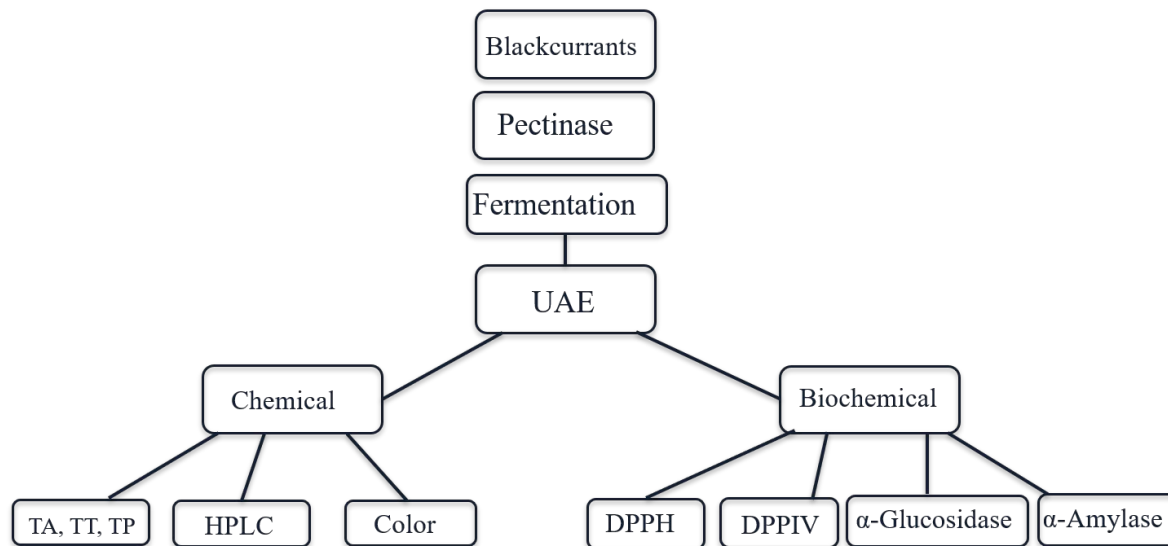 Blackcurrants
Pectinase
Fermentation
UAE
Chemical
Biochemical
TA, TT, TP
HPLC
Color
DPPH
DPPIV
α-Glucosidase
α-Amylase